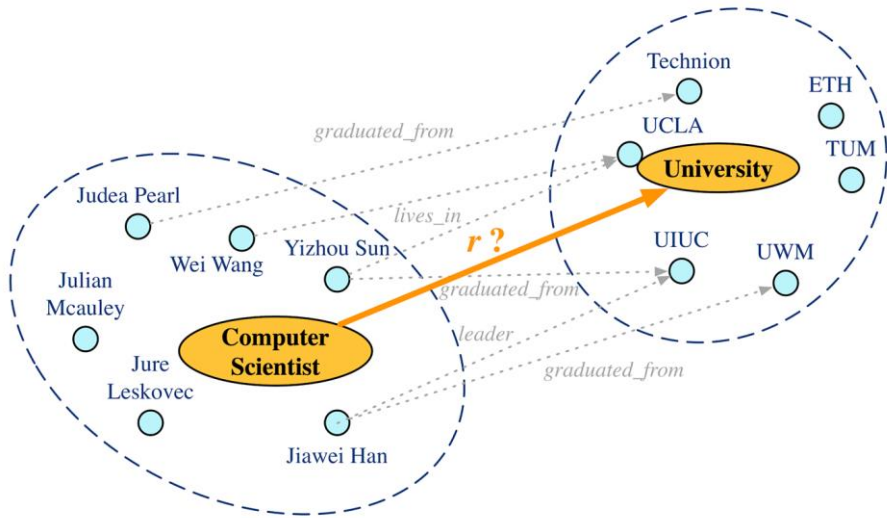 Technion
ETH
graduated_from
UCLA
TUM
University
Judea Pearl
lives_in
Wei Wang
Yizhou Sun
r ?
UIUC
UWM
graduated_from
Julian
Mcauley
Computer
Scientist
leader
graduated_from
Jure
Leskovec
Jiawei Han